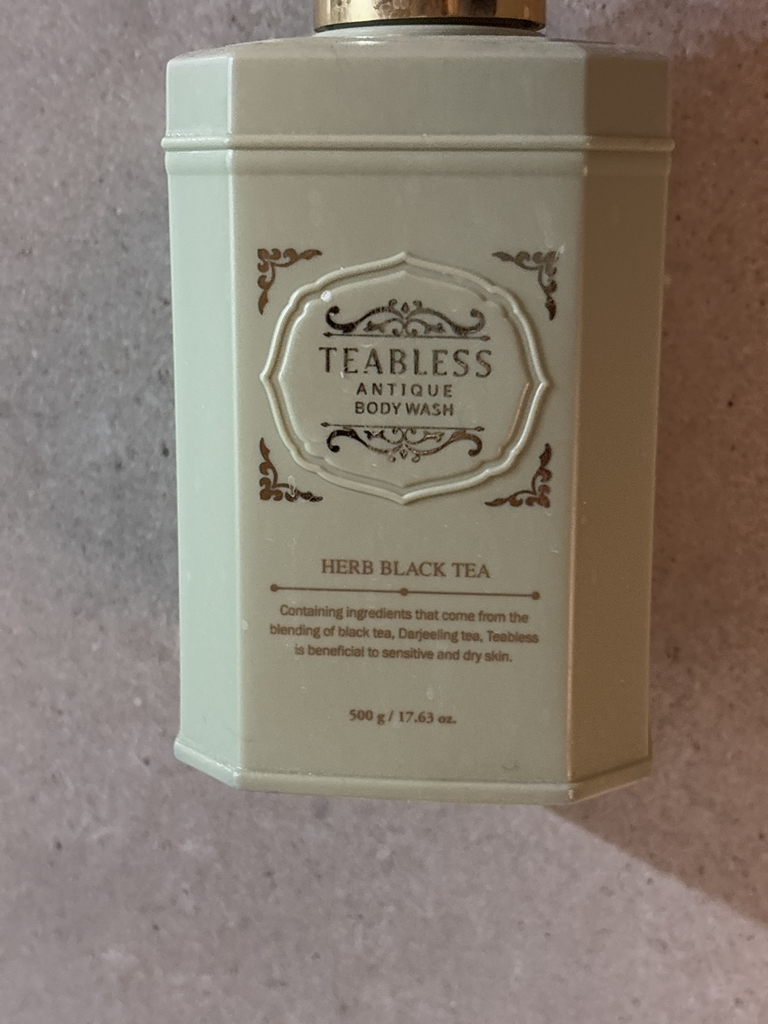 TEABLESS
ANTIQUE
BODY WASH
HERB BLACK TEA
Containing ingredients that come from the
blending of black tea, Darjeeling tea, Teabless
is beneficial to sensitive and dry skin.
500 g / 17.63 oz.